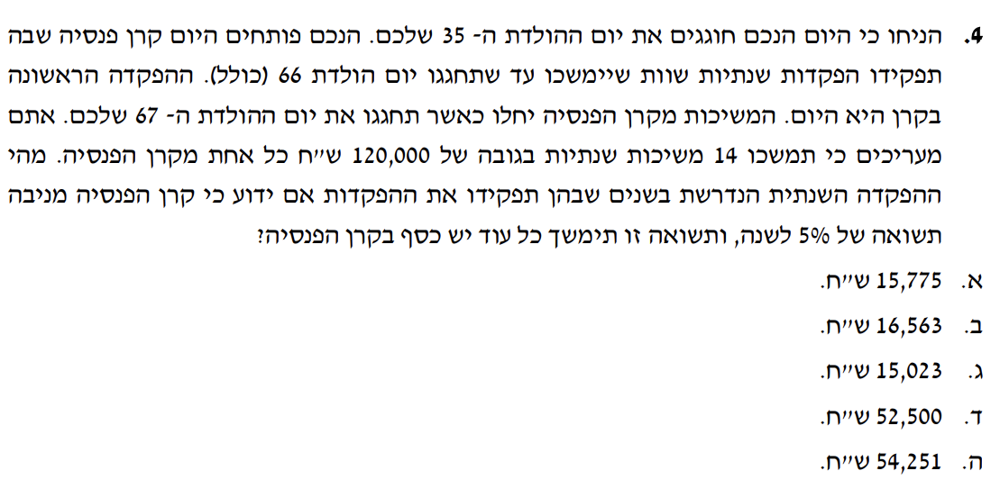 4. הניחו כי היום הנכם חוגגים את יום ההולדת ה- 35 שלכם. הנכם פותחים היום קרן פנסיה שבה
תפקידו הפקדות שנתיות שוות שיימשכו עד שתחגגו יום הולדת 66 (כולל). ההפקדה הראשונה
בקרן היא היום. המשיכות מקרן הפנסיה יחלו כאשר תחגגו את יום ההולדת ה- 67 שלכם. אתם
מעריכים כי תמשכו 14 משיכות שנתיות בגובה של 120,000 ש״ח כל אחת מקרן הפנסיה. מהי
ההפקדה השנתית הנדרשת בשנים שבהן תפקידו את ההפקדות אם ידוע כי קרן הפנסיה מניבה
תשואה של 5% לשנה, ותשואה זו תימשך כל עוד יש כסף בקרן הפנסיה?
א. 15,775 ש״ח.
ב. 16,563 ש״ח.
ג. 15,023 ש״ח.
ד. 52,500 ש״ח.
ה. 54,251 ש״ח.